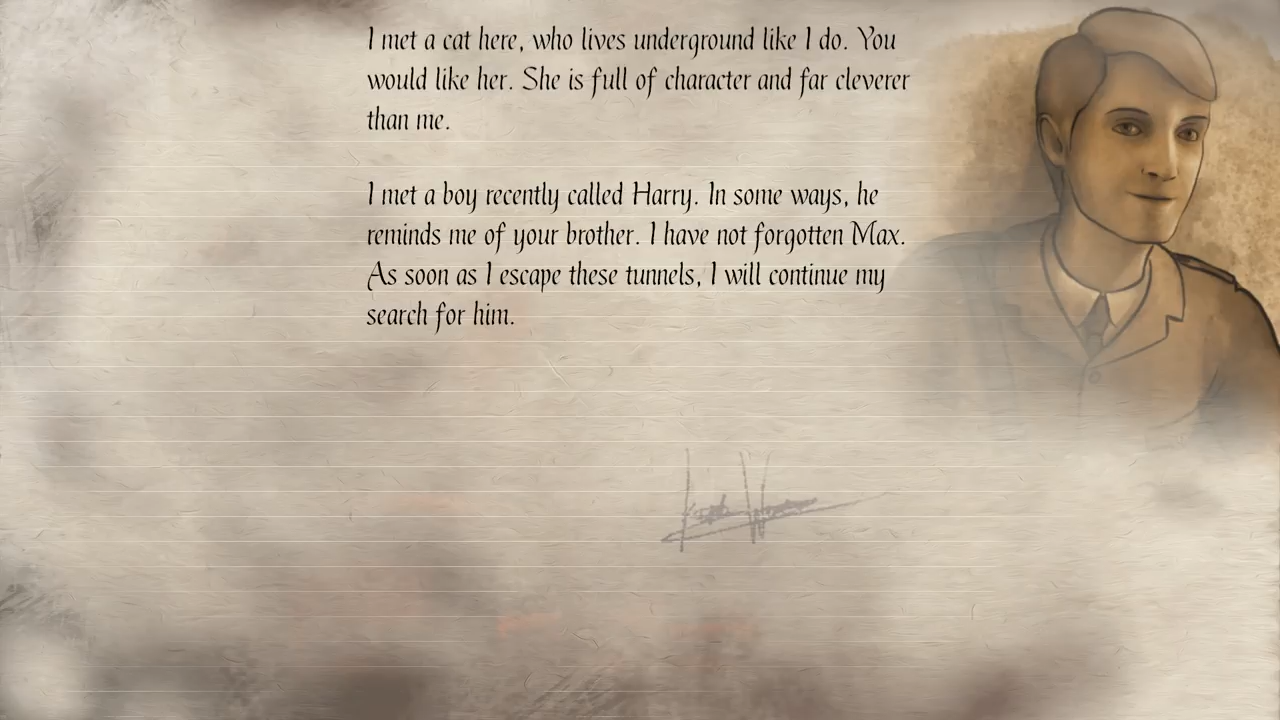 I met a cat here, who lives underground like I do. You
would like her. She is full of character and far cleverer
than me.
I met a boy recently called Harry. In some ways, he
reminds me of your brother. I have not forgotten Max.
As soon as I escape these tunnels, I will continue my
search for him.